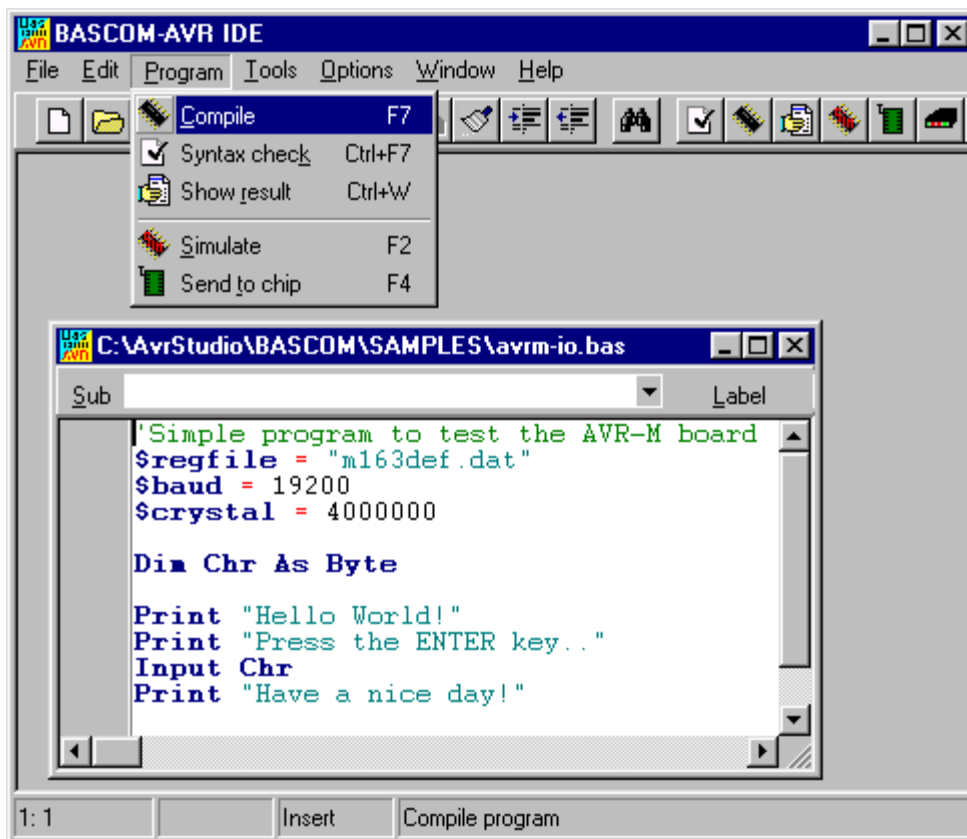 BASCOM-AVR IDE
File Edit Program Tools Options Window Help
Compile F7
Syntax check Ctrl+F7
Show result Ctrl+W
Simulate F2
Send to chip F4
C:\AvrStudio\BASCOM\SAMPLES\avrm-io.bas
Sub Label
'Simple program to test the AVR-M board
$regfile = "m163def.dat"
$baud = 19200
$crystal = 4000000
Dim Chr As Byte
Print "Hello World!"
Print "Press the ENTER key.."
Input Chr
Print "Have a nice day!"
1: 1 Insert Compile program